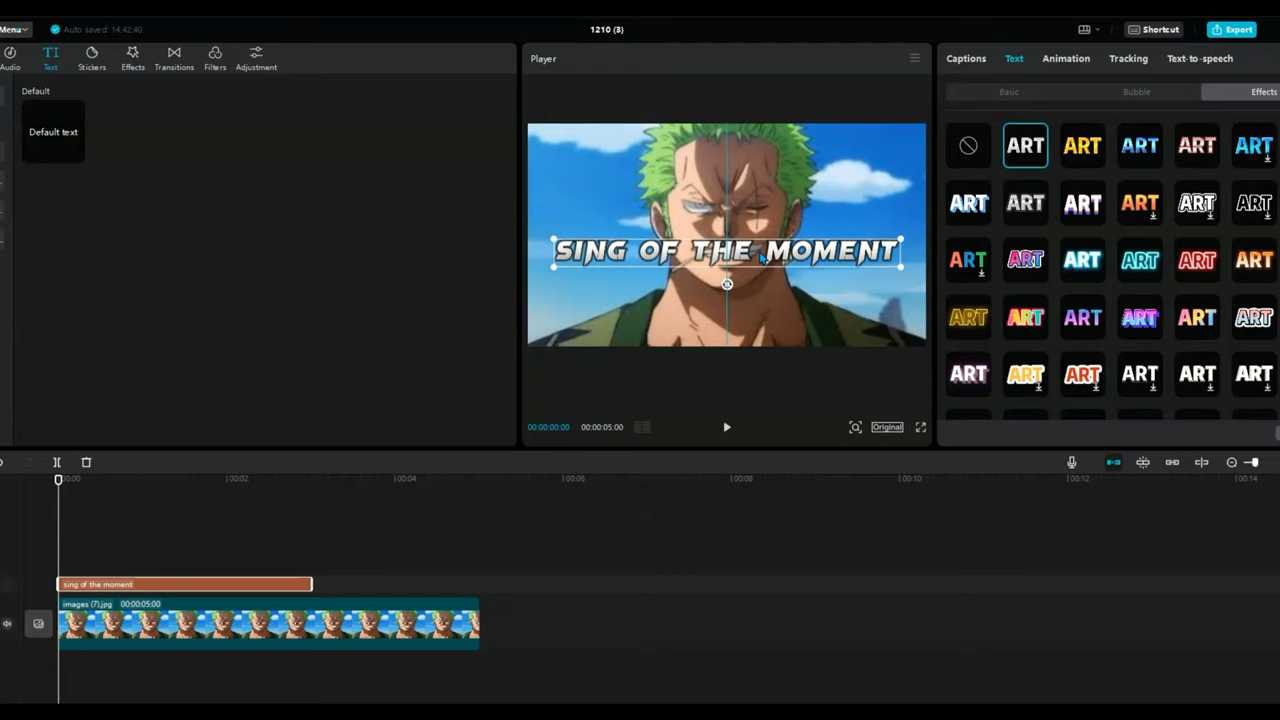 Menu
Auto saved: 14:42:40
1210 (3)
Shortcut
Export
Audio
TI
Text
Stickers
Effects
Transitions
Filters
Adjustment
Default
Default text
Player
SING OF THE MOMENT
00:00:00:00
00:00:05:00
Original
Captions
Text
Animation
Tracking
Text-to-speech
Basic
Bubble
Effects
ART ART ART ART ART
ART ART ART ART ART ART
ART ART ART ART ART ART
ART ART ART ART ART ART
ART ART ART ART ART ART
00:00
00:02
00:04
00:06
00:08
00:10
00:12
00:14
sing of the moment
images (7).jpg 00:00:05:00